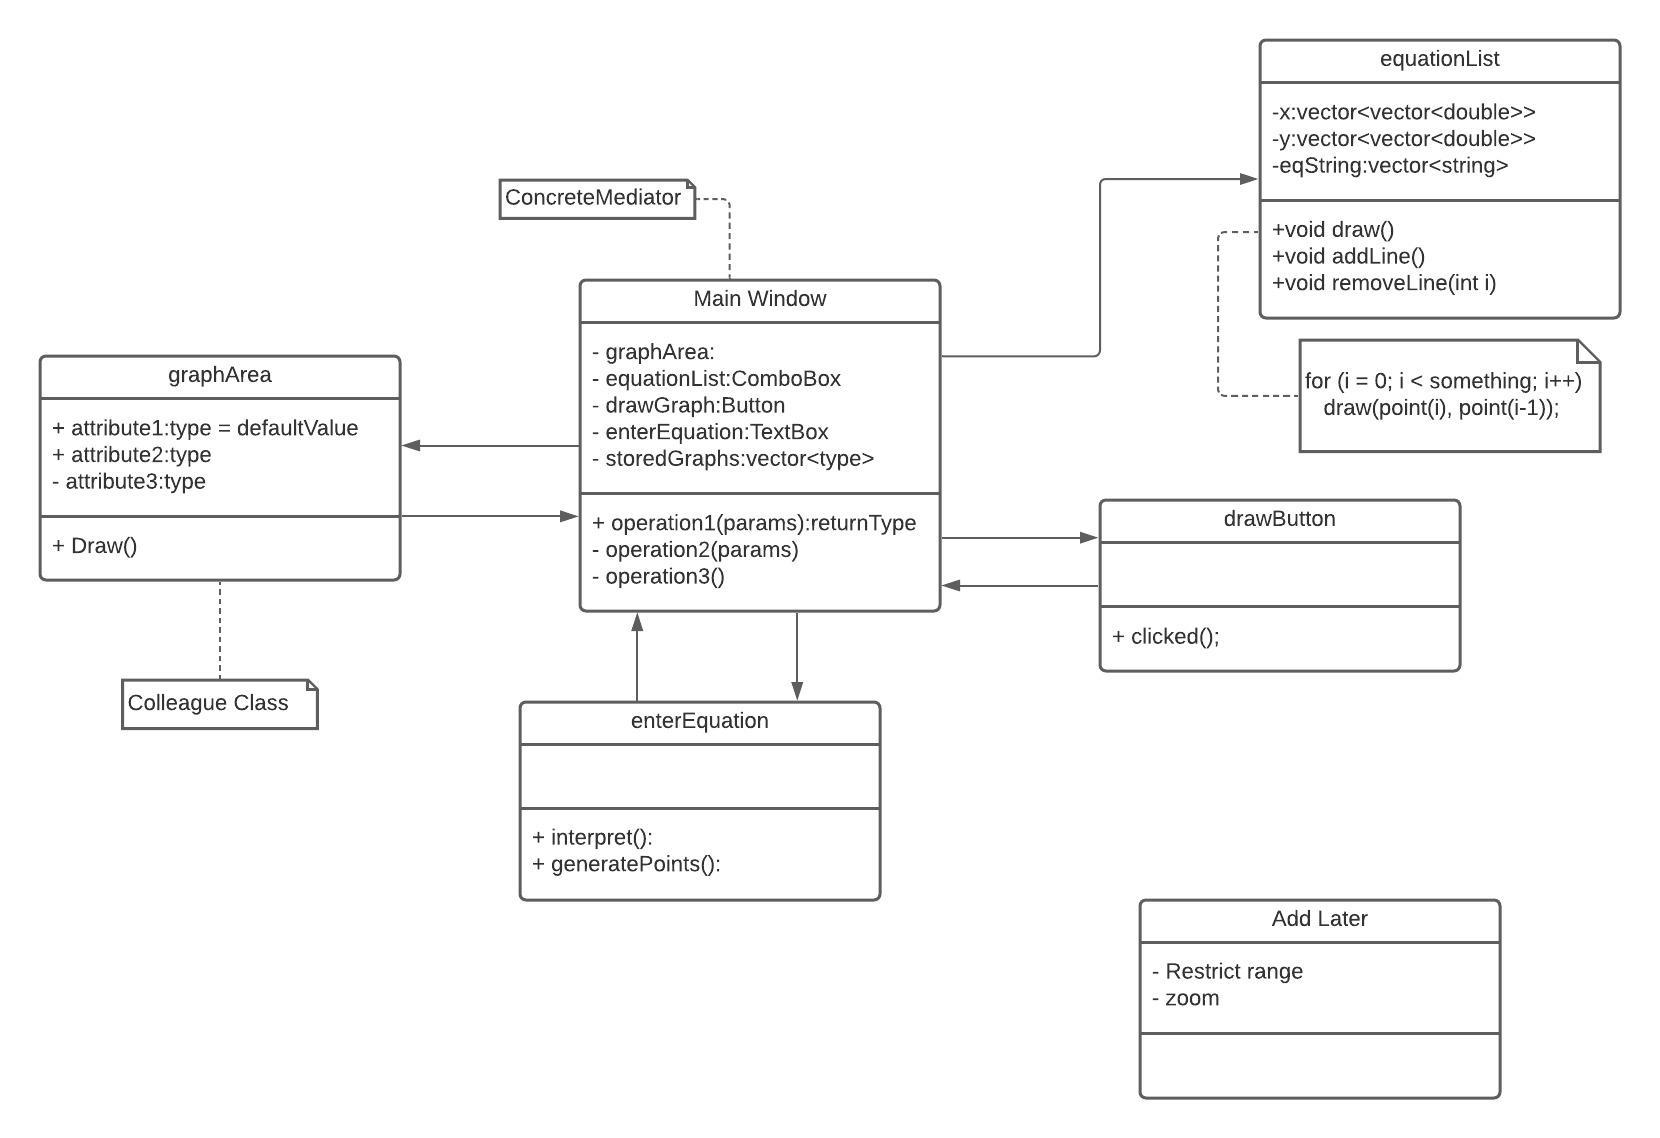 equationList
-x:vector<vector<double>>
-y:vector<vector<double>>
-eqString:vector<string>
+void draw()
+void addLine()
+void removeLine(int i)
for (i = 0; i < something; i++)
draw(point(i), point(i-1));
ConcreteMediator
Main Window
- graphArea:
- equationList:ComboBox
- drawGraph:Button
- enterEquation:TextBox
- storedGraphs:vector<type>
+ operation1(params):returnType
- operation2(params)
- operation3()
graphArea
+ attribute1:type = defaultValue
+ attribute2:type
- attribute3:type
+ Draw()
Colleague Class
drawButton
+ clicked();
enterEquation
+ interpret():
+ generatePoints():
Add Later
- Restrict range
- zoom